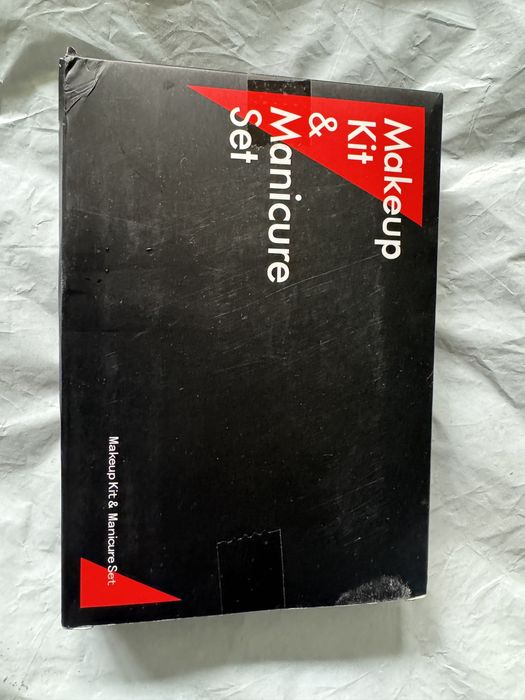 Makeup
Kit
&
Manicure
Set
Makeup Kit & Manicure Set